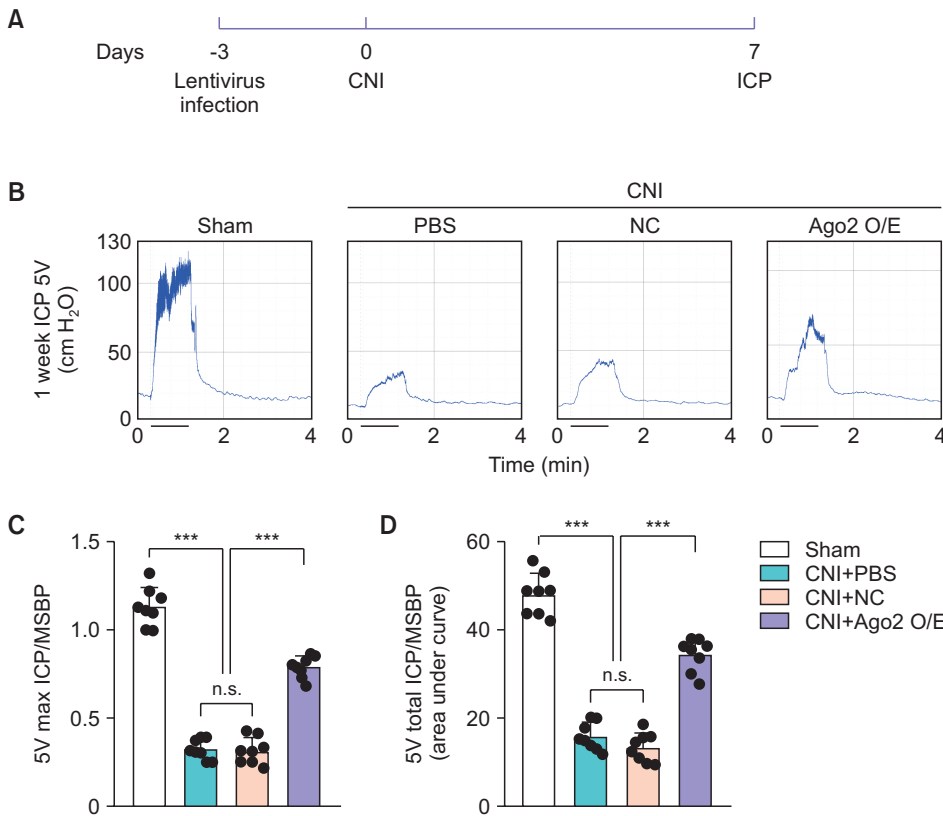 A
Days -3 0 7
Lentivirus infection CNI ICP
B
CNI
Sham PBS NC Ago2 O/E
1 week ICP 5V
(cm H₂O)
130
100
50
0
0 2 4 0 2 4 0 2 4 0 2 4
Time (min)
C
5V max ICP/MSBP
1.5
1.0
0.5
0
*** ***
n.s.
D
5V total ICP/MSBP
(area under curve)
60
40
20
0
*** ***
n.s.
Sham
CNI+PBS
CNI+NC
CNI+Ago2 O/E